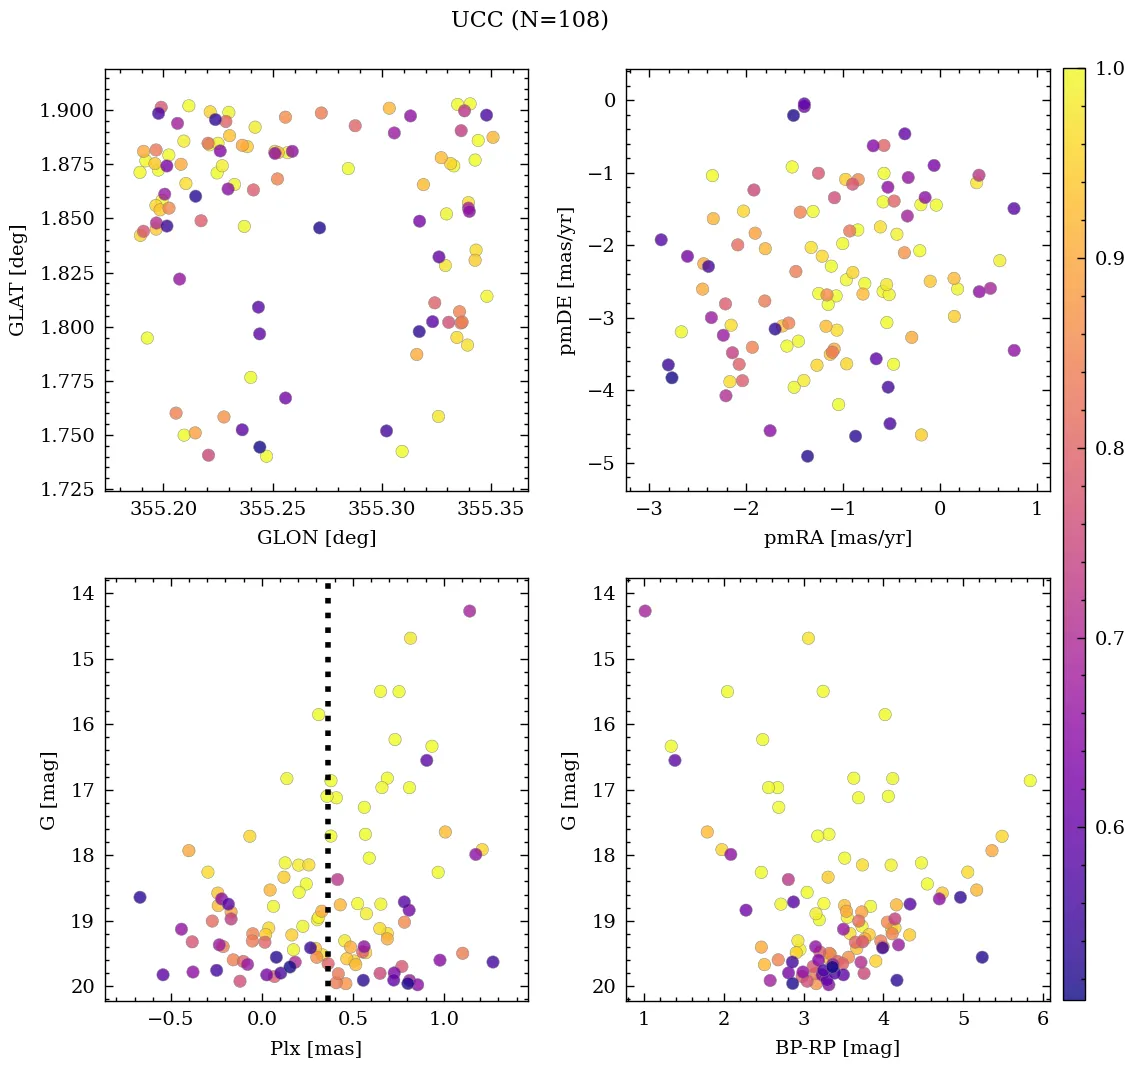 UCC (N=108)
1.900
1.875
1.850
1.825
1.800
1.775
1.750
1.725
GLAT [deg]
355.20 355.25 355.30 355.35
GLON [deg]
0
−1
−2
−3
−4
−5
pmDE [mas/yr]
−3 −2 −1 0 1
pmRA [mas/yr]
1.0
0.9
0.8
0.7
0.6
14
15
16
17
18
19
20
G [mag]
−0.5 0.0 0.5 1.0
Plx [mas]
14
15
16
17
18
19
20
G [mag]
1 2 3 4 5 6
BP-RP [mag]